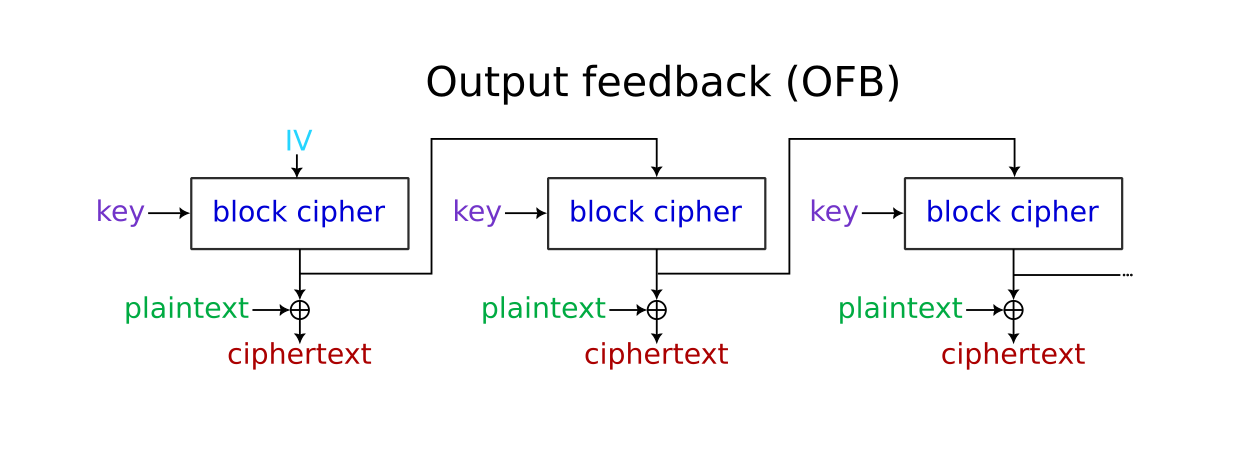 Output feedback (OFB)
IV
key block cipher key block cipher key block cipher
...
plaintext plaintext plaintext
ciphertext ciphertext ciphertext